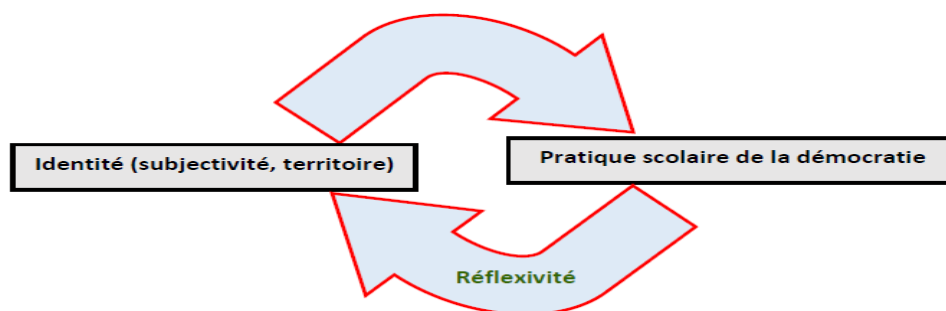 Identité (subjectivité, territoire)
Pratique scolaire de la démocratie
Réflexivité